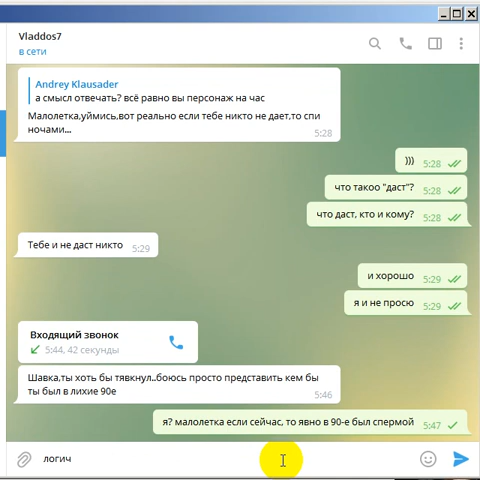 Vladdos7
в сети
Andrey Klausader
а смысл отвечать? всё равно вы персонаж на час
Малолетка,уймись,вот реально если тебе никто не дает,то спи
ночами...
5:28
)))
5:28
что такоо "даст"?
5:28
что даст, кто и кому?
5:28
Тебе и не даст никто
5:29
и хорошо
5:29
я и не прошу
5:29
Входящий звонок
5:44, 42 секунды
Шавка,ты хоть бы тявкнул..боюсь просто представить кем бы
ты был в лихие 90е
5:46
я? малолетка если сейчас, то явно в 90-е был спермой
5:47
логич